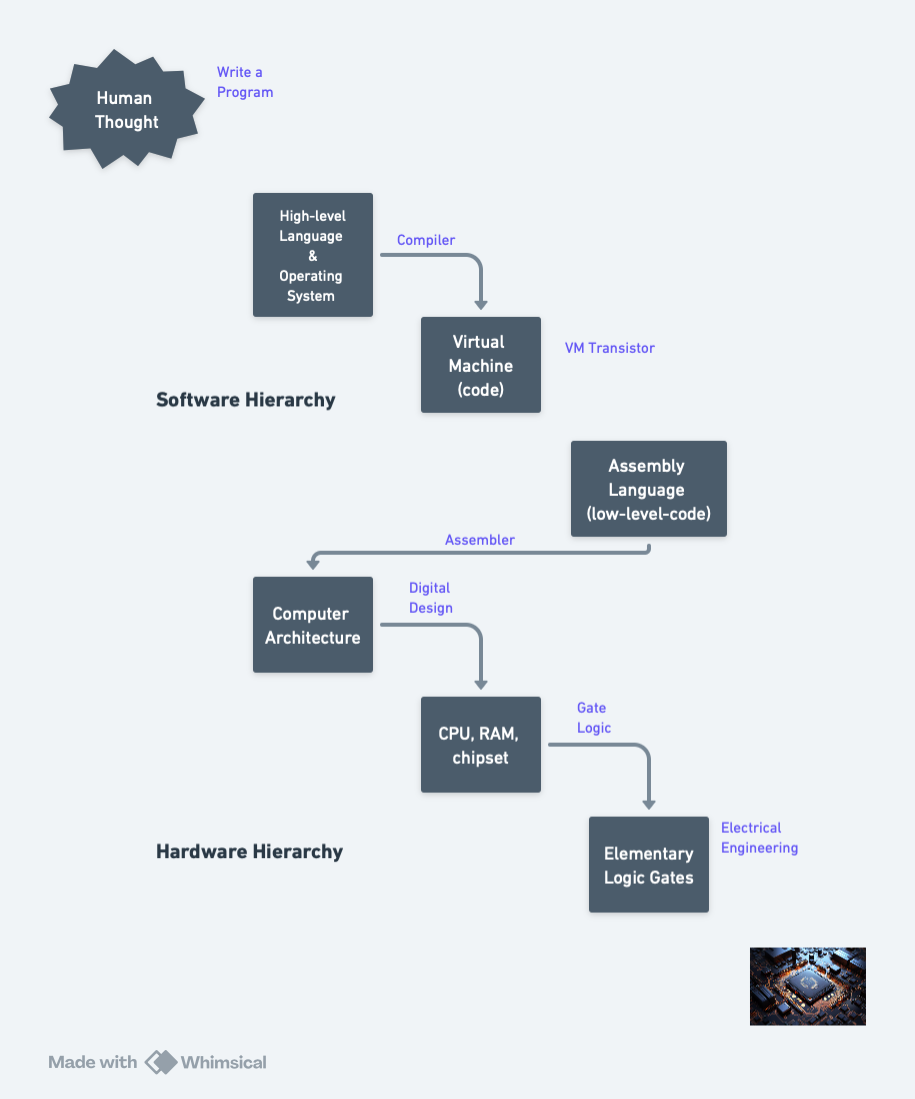 Human
Thought
Write a
Program
High-level
Language
&
Operating
System
Compiler
Virtual
Machine
(code)
VM Transistor
Software Hierarchy
Assembly
Language
(low-level-code)
Assembler
Computer
Architecture
Digital
Design
CPU, RAM,
chipset
Gate
Logic
Hardware Hierarchy
Elementary
Logic Gates
Electrical
Engineering
Made with Whimsical